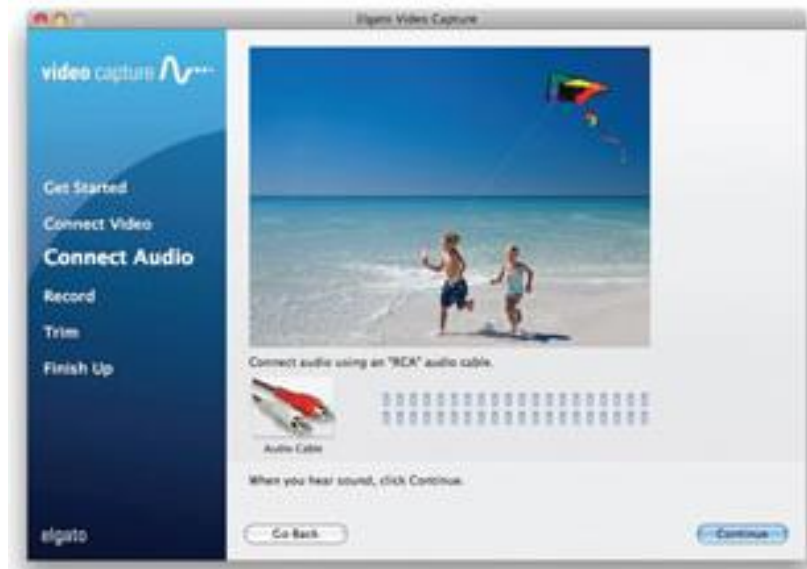 Elgato Video Capture
video capture
Get Started
Connect Video
Connect Audio
Record
Trim
Finish Up
Connect audio using an "RCA" audio cable.
Audio Cable
When you hear sound, click Continue.
elgato
Go Back
Continue